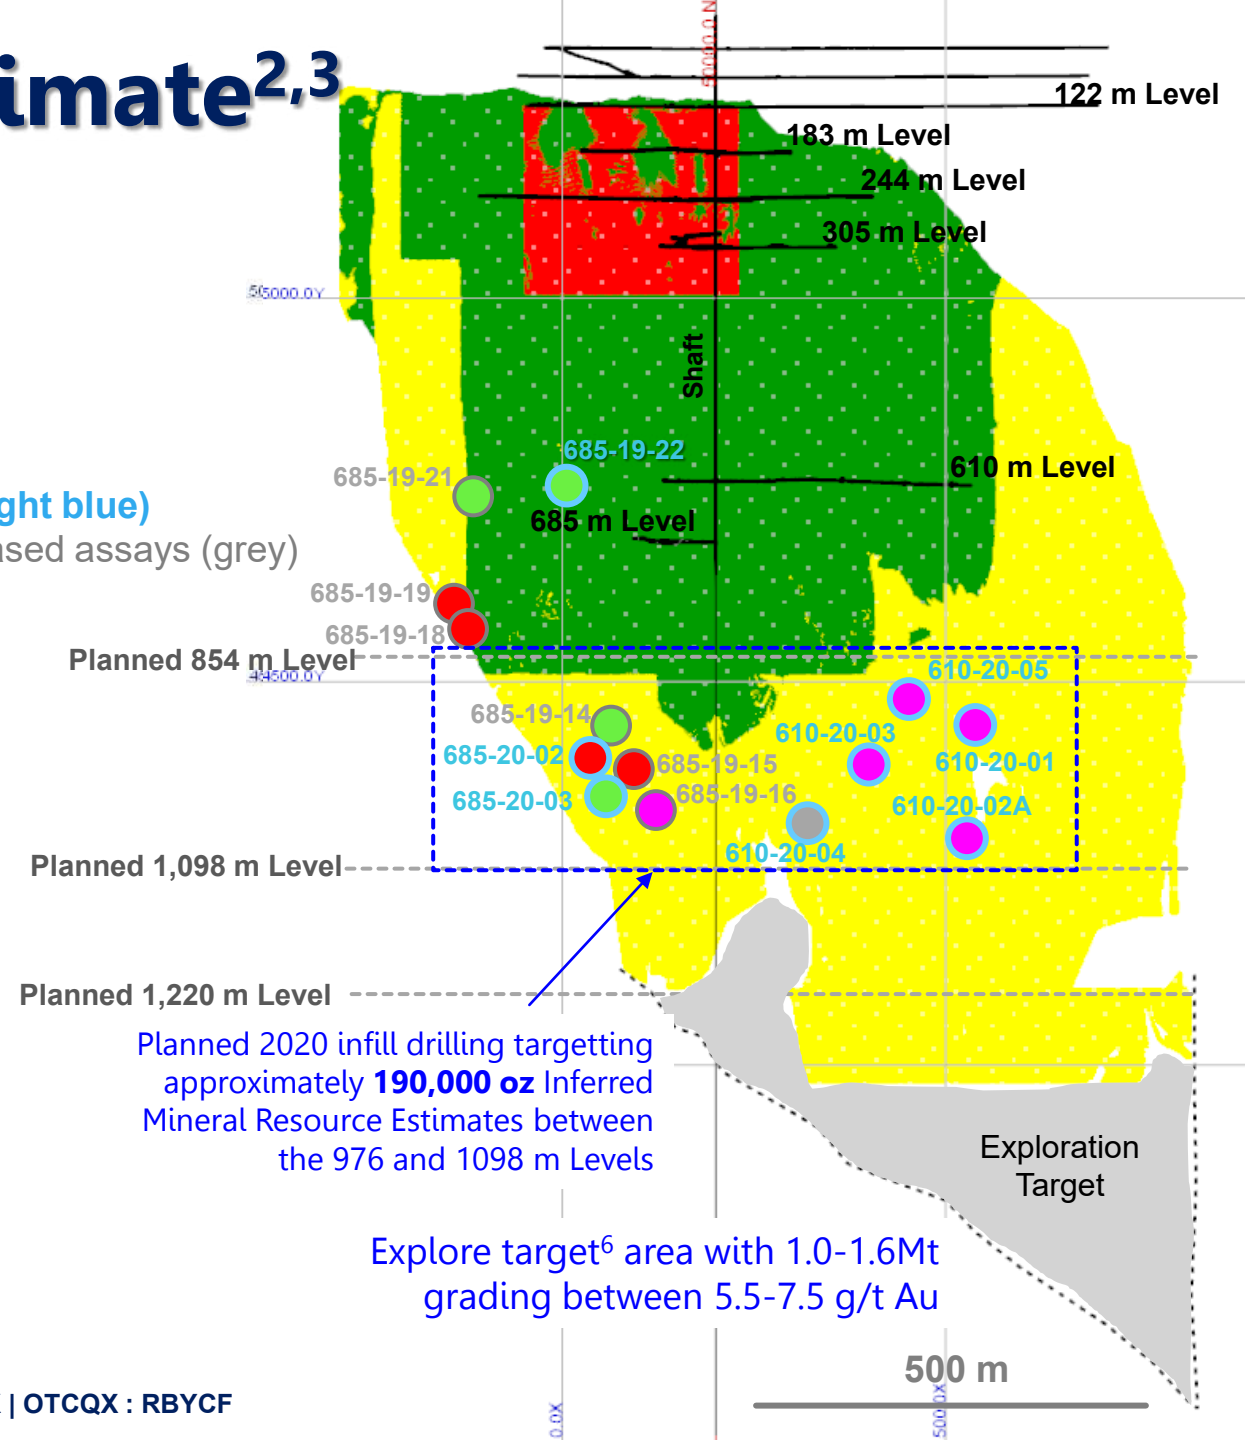 imate2,3
50000.0 N
122 m Level
183 m Level
244 m Level
305 m Level
5000.0Y
Shaft
685-19-22
685-19-21
610 m Level
ght blue)
685 m Level
ased assays (grey)
685-19-19
685-19-18
Planned 854 m Level
500.0Y
610-20-05
685-19-14
610-20-03
685-20-02
685-19-15
610-20-01
685-20-03
685-19-16
610-20-02A
610-20-04
Planned 1,098 m Level
Planned 1,220 m Level
Planned 2020 infill drilling targetting
approximately 190,000 oz Inferred
Mineral Resource Estimates between
the 976 and 1098 m Levels
Exploration
Target
Explore target6 area with 1.0-1.6Mt
grading between 5.5-7.5 g/t Au
500 m
| OTCQX : RBYCF
0.0X
500.0X